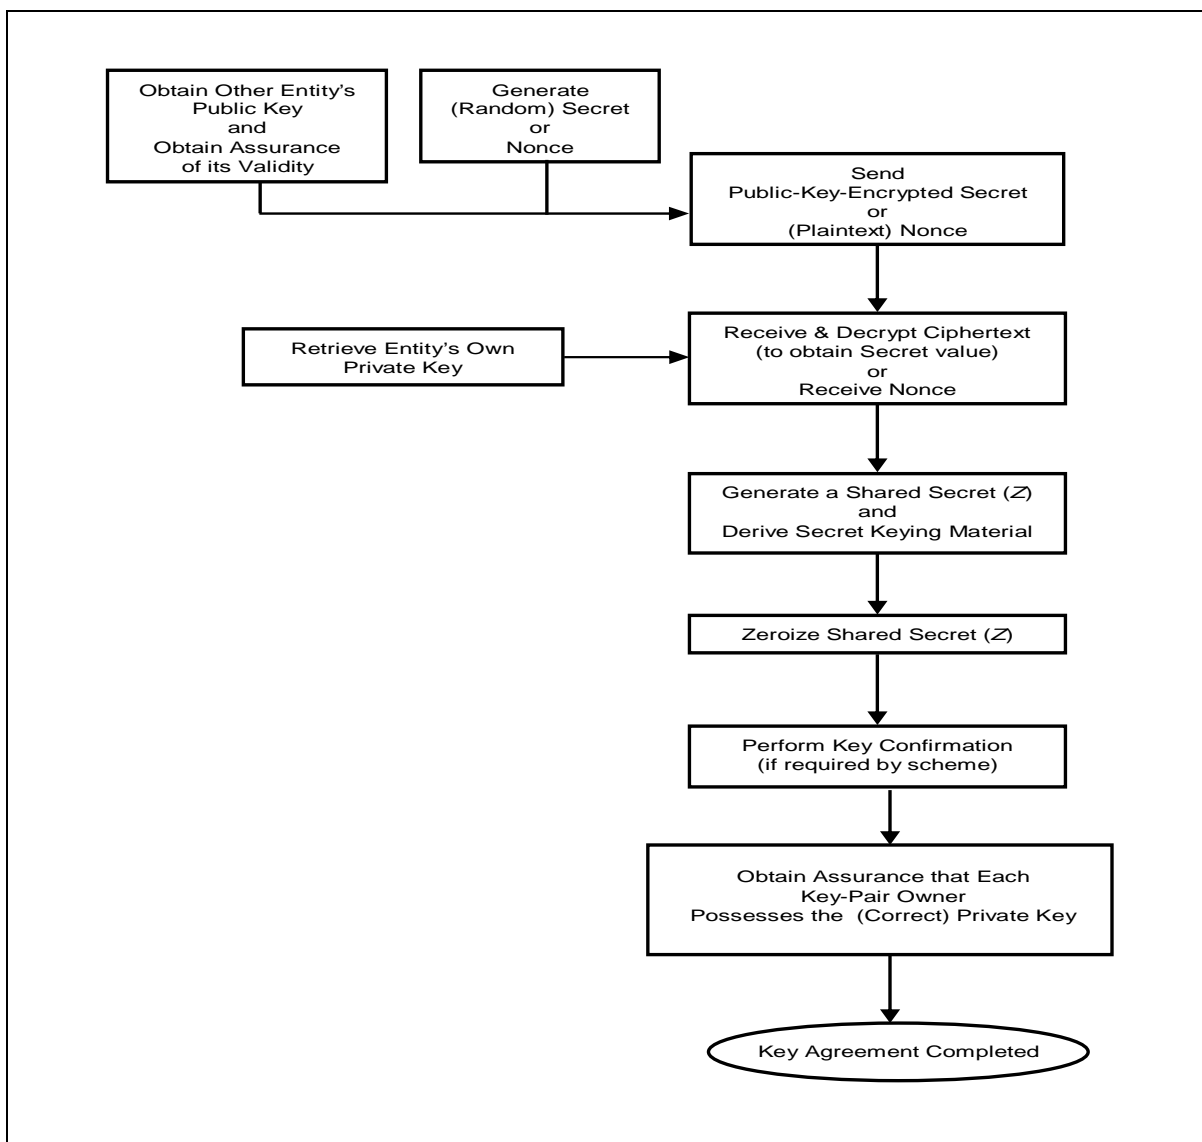 Obtain Other Entity's
Public Key
and
Obtain Assurance
of its Validity
Generate
(Random) Secret
or
Nonce
Send
Public-Key-Encrypted Secret
or
(Plaintext) Nonce
Retrieve Entity's Own
Private Key
Receive & Decrypt Ciphertext
(to obtain Secret value)
or
Receive Nonce
Generate a Shared Secret (Z)
and
Derive Secret Keying Material
Zeroize Shared Secret (Z)
Perform Key Confirmation
(if required by scheme)
Obtain Assurance that Each
Key-Pair Owner
Possesses the (Correct) Private Key
Key Agreement Completed